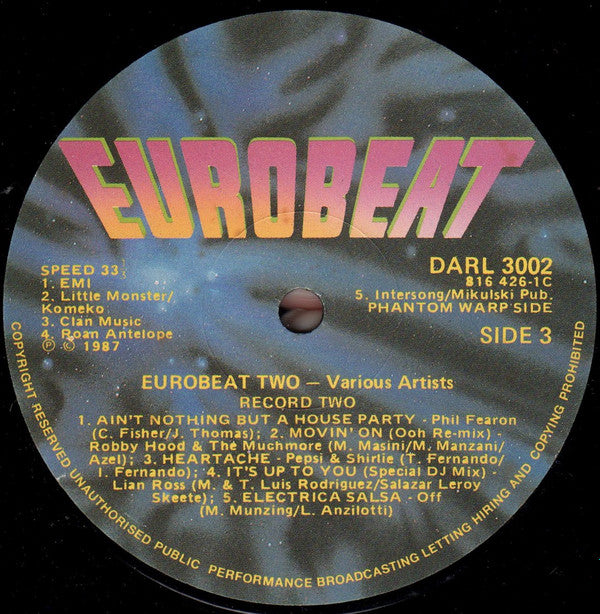 EUROBEAT
SPEED 33⅓
1. EMI
2. Little Monster/
Komeko
3. Clan Music
4. Roan Antelope
Ⓟ © 1987
DARL 3002
816 426-1C
5. Intersong/Mikulski Pub.
PHANTOM WARP SIDE
SIDE 3
EUROBEAT TWO — Various Artists
RECORD TWO
1. AIN'T NOTHING BUT A HOUSE PARTY - Phil Fearon
(C. Fisher/J. Thomas); 2. MOVIN' ON (Ooh Re-mix) -
Robby Hood & The Muchmore (M. Masini/M. Manzani/
Azel); 3. HEARTACHE - Pepsi & Shirlie (T. Fernando/
I. Fernando); 4. IT'S UP TO YOU (Special DJ Mix) -
Lian Ross (M. & T. Luis Rodriguez/Salazar Leroy
Skeete); 5. ELECTRICA SALSA - Off
(M. Munzing/L. Anzilotti)
COPYRIGHT RESERVED UNAUTHORISED PUBLIC PERFORMANCE BROADCASTING LETTING HIRING AND COPYING PROHIBITED